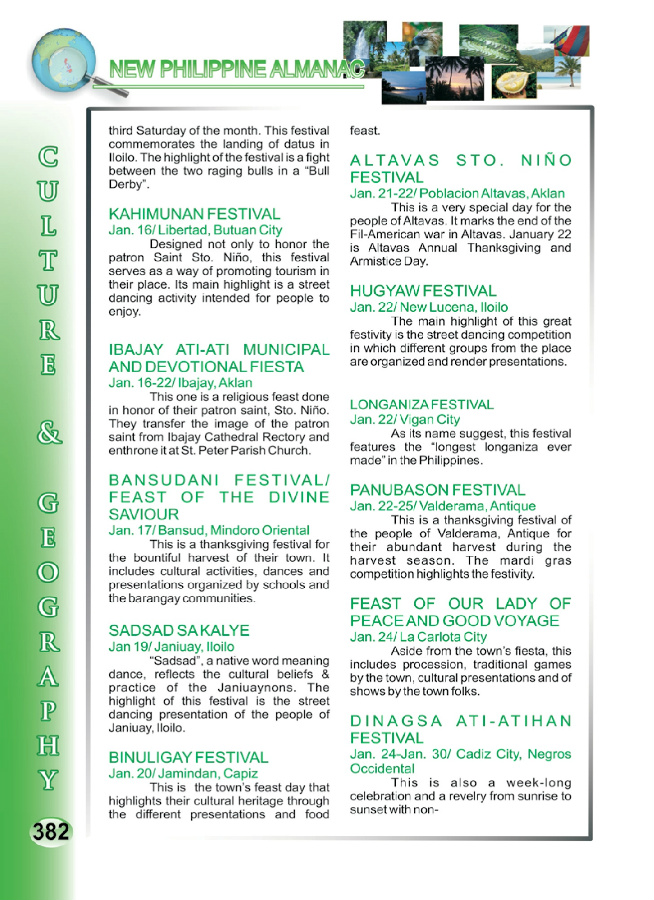 NEW PHILIPPINE ALMANAC
CULTURE & GEOGRAPHY
third Saturday of the month. This festival
commemorates the landing of datus in
Iloilo. The highlight of the festival is a fight
between the two raging bulls in a “Bull
Derby”.
KAHIMUNAN FESTIVAL
Jan. 16/ Libertad, Butuan City
Designed not only to honor the
patron Saint Sto. Niño, this festival
serves as a way of promoting tourism in
their place. Its main highlight is a street
dancing activity intended for people to
enjoy.
IBAJAY ATI-ATI MUNICIPAL
AND DEVOTIONAL FIESTA
Jan. 16-22/ Ibajay, Aklan
This one is a religious feast done
in honor of their patron saint, Sto. Niño.
They transfer the image of the patron
saint from Ibajay Cathedral Rectory and
enthrone it at St. Peter Parish Church.
BANSUDANI FESTIVAL/
FEAST OF THE DIVINE
SAVIOUR
Jan. 17/ Bansud, Mindoro Oriental
This is a thanksgiving festival for
the bountiful harvest of their town. It
includes cultural activities, dances and
presentations organized by schools and
the barangay communities.
SADSAD SA KALYE
Jan 19/ Janiuay, Iloilo
“Sadsad”, a native word meaning
dance, reflects the cultural beliefs &
practice of the Janiuaynons. The
highlight of this festival is the street
dancing presentation of the people of
Janiuay, Iloilo.
BINULIGAY FESTIVAL
Jan. 20/ Jamindan, Capiz
This is the town’s feast day that
highlights their cultural heritage through
the different presentations and food
feast.
ALTAVAS STO. NIÑO
FESTIVAL
Jan. 21-22/ Poblacion Altavas, Aklan
This is a very special day for the
people of Altavas. It marks the end of the
Fil-American war in Altavas. January 22
is Altavas Annual Thanksgiving and
Armistice Day.
HUGYAW FESTIVAL
Jan. 22/ New Lucena, Iloilo
The main highlight of this great
festivity is the street dancing competition
in which different groups from the place
are organized and render presentations.
LONGANIZA FESTIVAL
Jan. 22/ Vigan City
As its name suggest, this festival
features the “longest longaniza ever
made” in the Philippines.
PANUBASON FESTIVAL
Jan. 22-25/ Valderama, Antique
This is a thanksgiving festival of
the people of Valderama, Antique for
their abundant harvest during the
harvest season. The mardi gras
competition highlights the festivity.
FEAST OF OUR LADY OF
PEACE AND GOOD VOYAGE
Jan. 24/ La Carlota City
Aside from the town’s fiesta, this
includes procession, traditional games
by the town, cultural presentations and of
shows by the town folks.
DINAGSA ATI-ATIHAN
FESTIVAL
Jan. 24-Jan. 30/ Cadiz City, Negros
Occidental
This is also a week-long
celebration and a revelry from sunrise to
sunset with non-
382